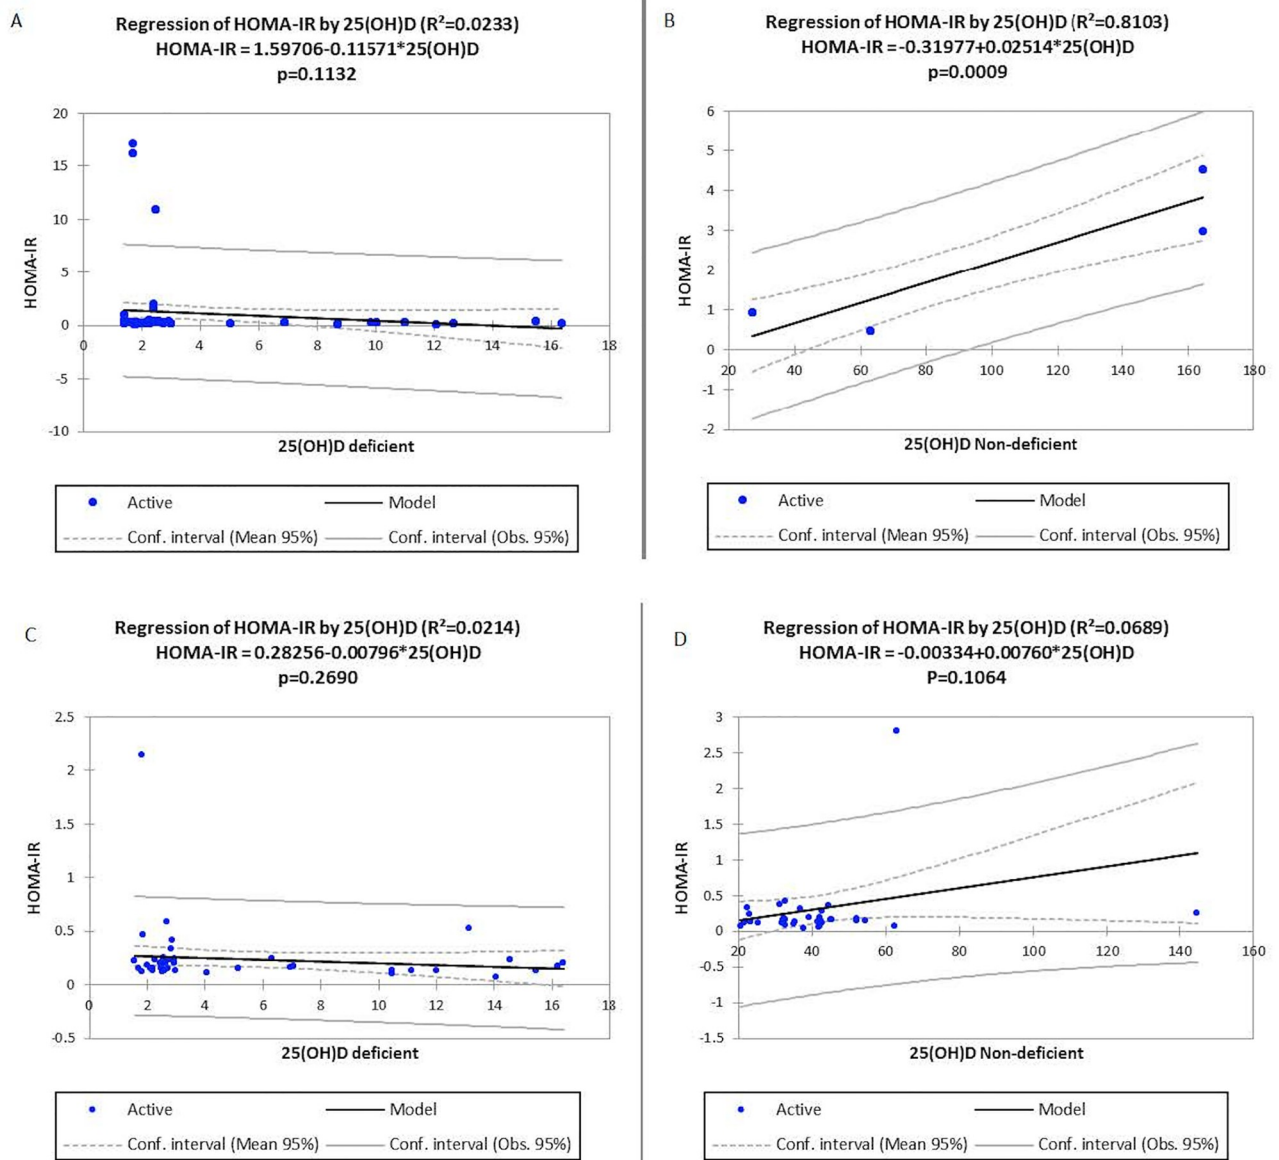 A
Regression of HOMA-IR by 25(OH)D (R²=0.0233)
HOMA-IR = 1.59706-0.11571*25(OH)D
p=0.1132
20
15
10
5
0
-5
-10
HOMA-IR
0 2 4 6 8 10 12 14 16 18
25(OH)D deficient
Active Model
Conf. interval (Mean 95%) Conf. interval (Obs. 95%)
B
Regression of HOMA-IR by 25(OH)D (R²=0.8103)
HOMA-IR =-0.31977+0.02514*25(OH)D
p=0.0009
6
5
4
3
2
1
0
-1
-2
HOMA-IR
20 40 60 80 100 120 140 160 180
25(OH)D Non-deficient
Active Model
Conf. interval (Mean 95%) Conf. interval (Obs. 95%)
C
Regression of HOMA-IR by 25(OH)D (R²=0.0214)
HOMA-IR = 0.28256-0.00796*25(OH)D
p=0.2690
2.5
2
1.5
1
0.5
0
-0.5
HOMA-IR
0 2 4 6 8 10 12 14 16 18
25(OH)D deficient
Active Model
Conf. interval (Mean 95%) Conf. interval (Obs. 95%)
D
Regression of HOMA-IR by 25(OH)D (R²=0.0689)
HOMA-IR =-0.00334+0.00760*25(OH)D
P=0.1064
3
2.5
2
1.5
1
0.5
0
-0.5
-1
-1.5
HOMA-IR
20 40 60 80 100 120 140 160
25(OH)D Non-deficient
Active Model
Conf. interval (Mean 95%) Conf. interval (Obs. 95%)